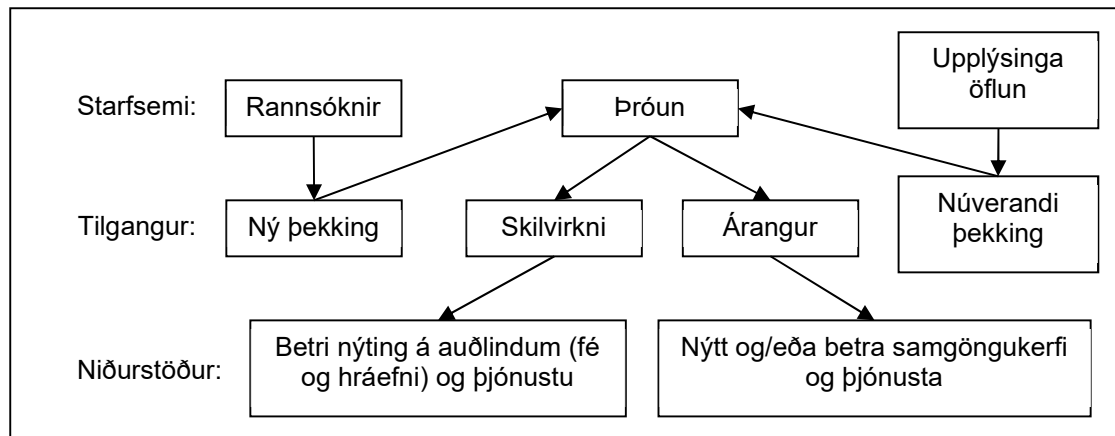 Upplýsinga
öflun
Starfsemi:
Rannsóknir
Þróun
Tilgangur:
Ný þekking
Skilvirkni
Árangur
Núverandi
þekking
Niðurstöður:
Betri nýting á auðlindum (fé
og hráefni) og þjónustu
Nýtt og/eða betra samgöngukerfi
og þjónusta